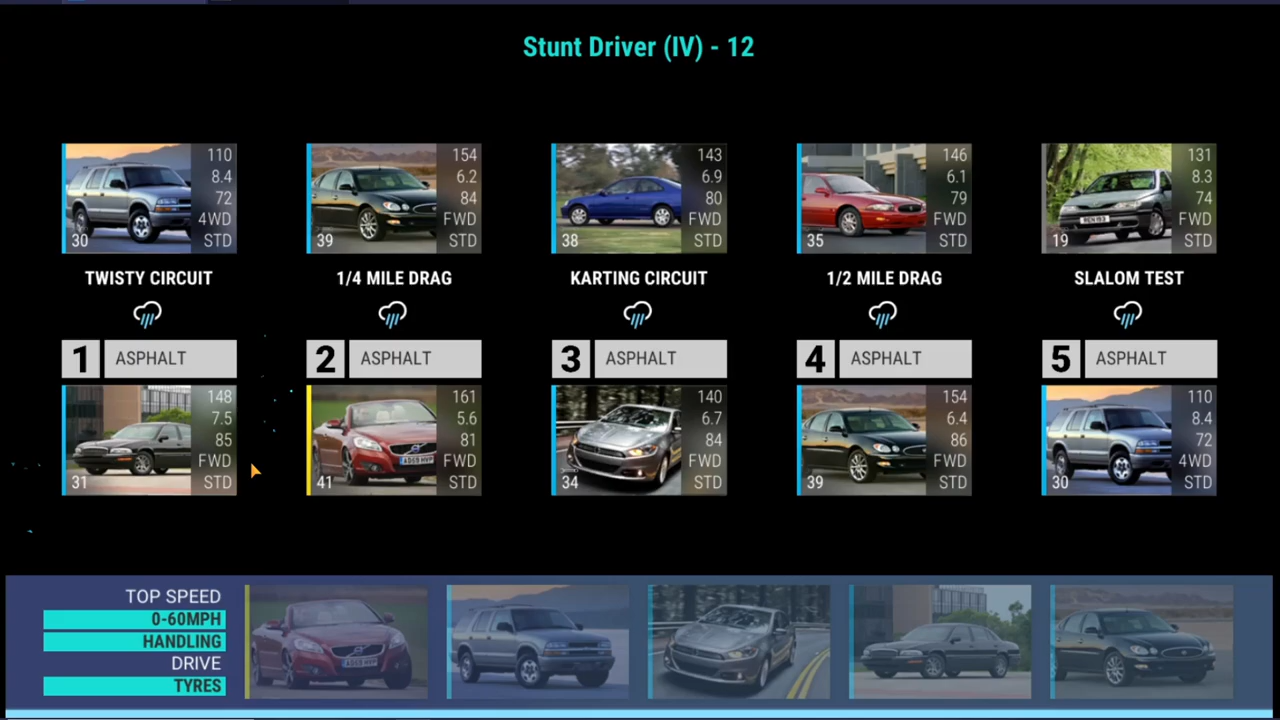 Stunt Driver (IV) - 12
110
8.4
72
4WD
STD
30
154
6.2
84
FWD
STD
39
143
6.9
80
FWD
STD
38
146
6.1
79
FWD
STD
35
131
8.3
74
FWD
STD
19
TWISTY CIRCUIT
1/4 MILE DRAG
KARTING CIRCUIT
1/2 MILE DRAG
SLALOM TEST
1 ASPHALT
2 ASPHALT
3 ASPHALT
4 ASPHALT
5 ASPHALT
148
7.5
85
FWD
STD
31
161
5.6
81
FWD
STD
41
140
6.7
84
FWD
STD
34
154
6.4
86
FWD
STD
39
110
8.4
72
4WD
STD
30
TOP SPEED
0-60MPH
HANDLING
DRIVE
TYRES